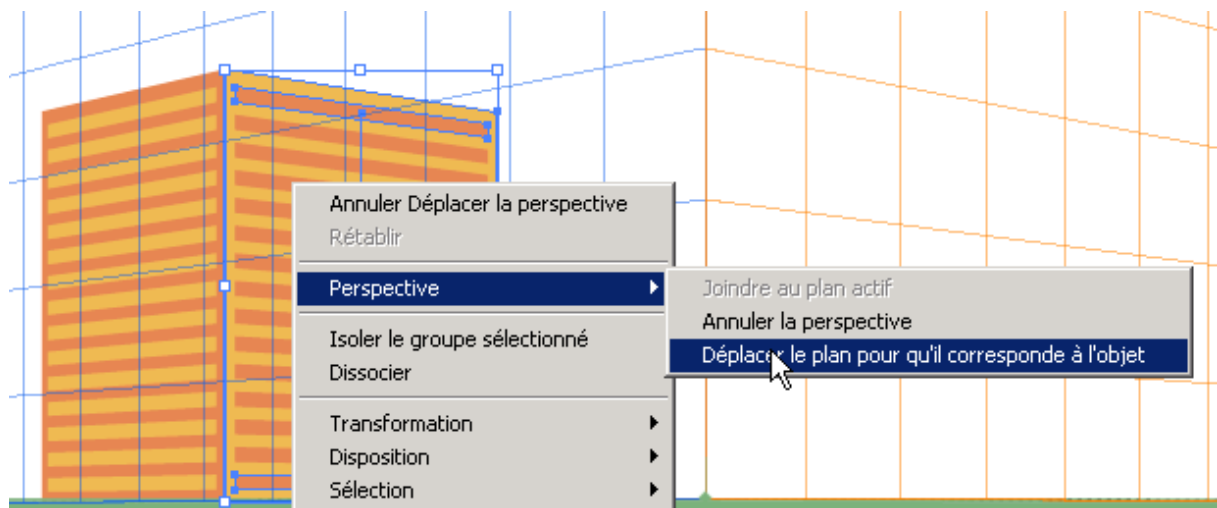 Annuler Déplacer la perspective
Rétablir
Perspective
Joindre au plan actif
Annuler la perspective
Déplacer le plan pour qu'il corresponde à l'objet
Isoler le groupe sélectionné
Dissocier
Transformation
Disposition
Sélection